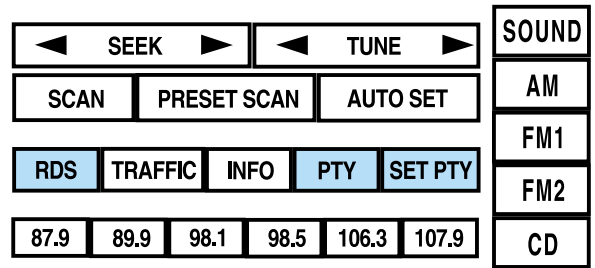 SEEK TUNE
SCAN PRESET SCAN AUTO SET
RDS TRAFFIC INFO PTY SET PTY
87.9 89.9 98.1 98.5 106.3 107.9
SOUND
AM
FM1
FM2
CD